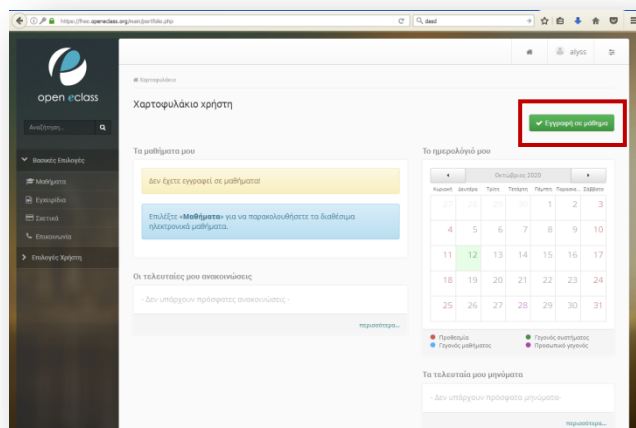 https://free.openeclass.org/main/portfolio.php
dasd
open eclass
Αναζήτηση...
Βασικές Επιλογές
Μαθήματα
Εγχειρίδια
Σχετικά
Επικοινωνία
Επιλογές Χρήστη
alyss
Χαρτοφυλάκιο
Χαρτοφυλάκιο χρήστη
Εγγραφή σε μάθημα
Τα μαθήματα μου
Δεν έχετε εγγραφεί σε μαθήματα!
Επιλέξτε «Μαθήματα» για να παρακολουθήσετε τα διαθέσιμα
ηλεκτρονικά μαθήματα.
Οι τελευταίες μου ανακοινώσεις
- Δεν υπάρχουν πρόσφατες ανακοινώσεις -
περισσότερα...
Το ημερολόγιό μου
Οκτώβριος 2020
Κυριακή Δευτέρα Τρίτη Τετάρτη Πέμπτη Παρασκε... Σάββατο
27 28 29 30 1 2 3
4 5 6 7 8 9 10
11 12 13 14 15 16 17
18 19 20 21 22 23 24
25 26 27 28 29 30 31
Προθεσμία Γεγονός συστήματος
Γεγονός μαθήματος Προσωπικό γεγονός
Τα τελευταία μου μηνύματα
- Δεν υπάρχουν πρόσφατα μηνύματα-
περισσότερα...